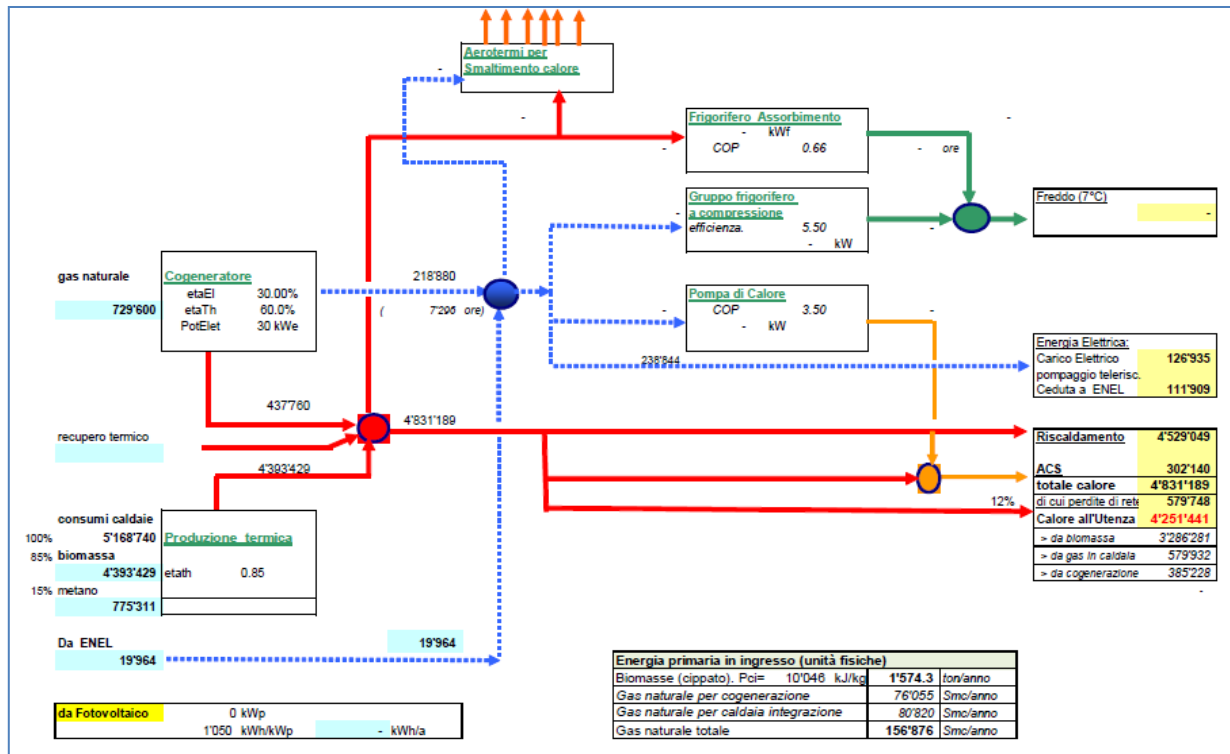 Aerotermi per
Smaltimento calore
-
-
Frigorifero Assorbimento
- kWf
COP 0.66
-
- ore
-
Gruppo frigorifero
a compressione
efficienza. 5.50
- kW
-
-
Freddo (7°C)
-
gas naturale
729'600
Cogeneratore
etaEl 30.00%
etaTh 60.0%
PotElet 30 kWe
218'880
( 7'296 ore)
Pompa di Calore
COP 3.50
- kW
-
-
238'844
Energia Elettrica:
Carico Elettrico 126'935
pompaggio telerisc.
Ceduta a ENEL 111'909
437'760
4'831'189
recupero termico
4'393'429
12%
Riscaldamento 4'529'049
ACS 302'140
totale calore 4'831'189
di cui perdite di rete 579'748
Calore all'Utenza 4'251'441
> da biomassa 3'286'281
> da gas in caldaia 579'932
> da cogenerazione 385'228
-
consumi caldaie
100% 5'168'740
85% biomassa
4'393'429
15% metano
775'311
Produzione termica
etath 0.85
Da ENEL
19'964
19'964
da Fotovoltaico 0 kWp
1'050 kWh/kWp - kWh/a
Energia primaria in ingresso (unità fisiche)
Biomasse (cippato). Pci= 10'046 kJ/kg 1'574.3 ton/anno
Gas naturale per cogenerazione 76'055 Smc/anno
Gas naturale per caldaia integrazione 80'820 Smc/anno
Gas naturale totale 156'876 Smc/anno